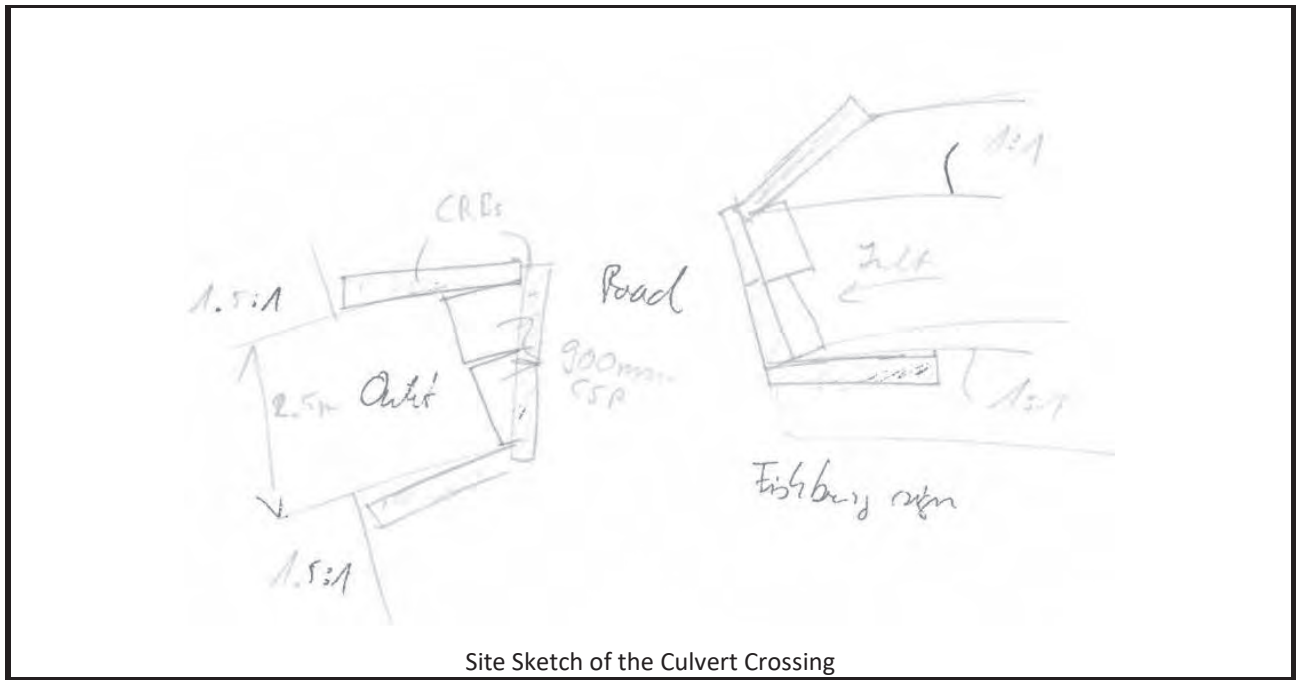 CRBs
1.5:1
2.5m Outlet
1.5:1
Road
900mm
CSP
1:1
Inlet
1:1
Fishbearing sign
Site Sketch of the Culvert Crossing